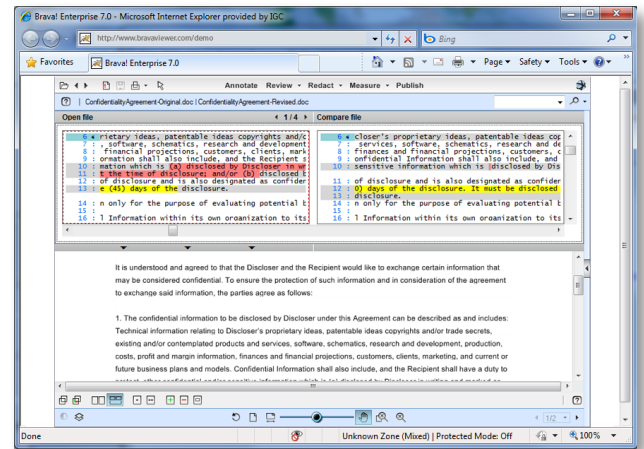 Brava! Enterprise 7.0 - Microsoft Internet Explorer provided by IGC
http://www.bravaviewer.com/demo
Bing
Favorites
Brava! Enterprise 7.0
Page
Safety
Tools
Annotate Review Redact Measure Publish
ConfidentialityAgreement-Original.doc | ConfidentialityAgreement-Revised.doc
Open file
1/4
Compare file
6 rietary ideas, patentable ideas copyrights and/c
7 : , software, schematics, research and development
8 : financial projections, customers, clients, mark
9 : ormation shall also include, and the Recipient s
10 : mation which is (a) disclosed by Discloser in wr
11 : t the time of disclosure; and/or (b) disclosed b
12 : of disclosure and is also designated as confider
13 : e (45) days of the disclosure.
14 : n only for the purpose of evaluating potential b
15 :
16 : l Information within its own organization to its
6 closer's proprietary ideas, patentable ideas cop
7 : services, software, schematics, research and de
8 : finances and financial projections, customers, c
9 : onfidential Information shall also include, and
10 : sensitive information which is |disclosed by Dis
11 : of disclosure and is also designated as confider
12 : 0) days of the disclosure. It must be disclosed
13 : disclosure.
14 : n only for the purpose of evaluating potential b
15 :
16 : l Information within its own organization to its
It is understood and agreed to that the Discloser and the Recipient would like to exchange certain information that
may be considered confidential. To ensure the protection of such information and in consideration of the agreement
to exchange said information, the parties agree as follows:
1. The confidential information to be disclosed by Discloser under this Agreement can be described as and includes:
Technical information relating to Discloser's proprietary ideas, patentable ideas copyrights and/or trade secrets,
existing and/or contemplated products and services, software, schematics, research and development, production,
costs, profit and margin information, finances and financial projections, customers, clients, marketing, and current or
future business plans and models. Confidential Information shall also include, and the Recipient shall have a duty to
1/2
Done
Unknown Zone (Mixed) | Protected Mode: Off
100%